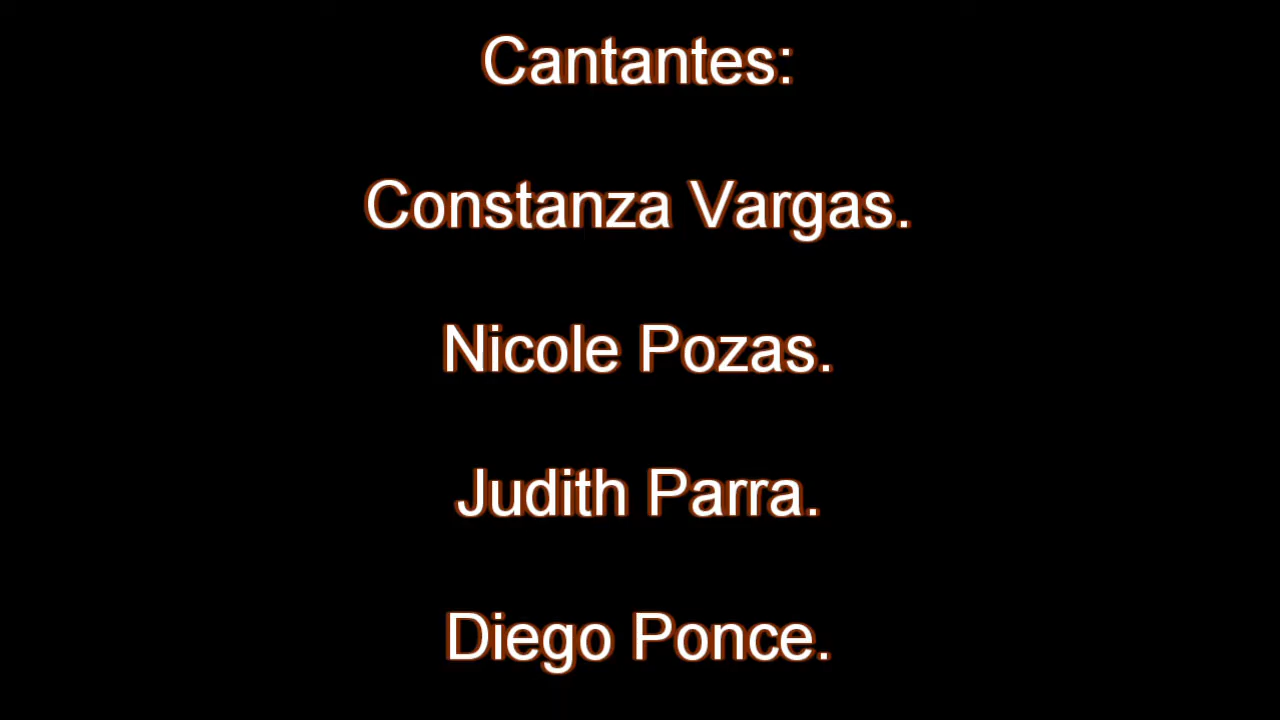 Cantantes:
Constanza Vargas.
Nicole Pozas.
Judith Parra.
Diego Ponce.